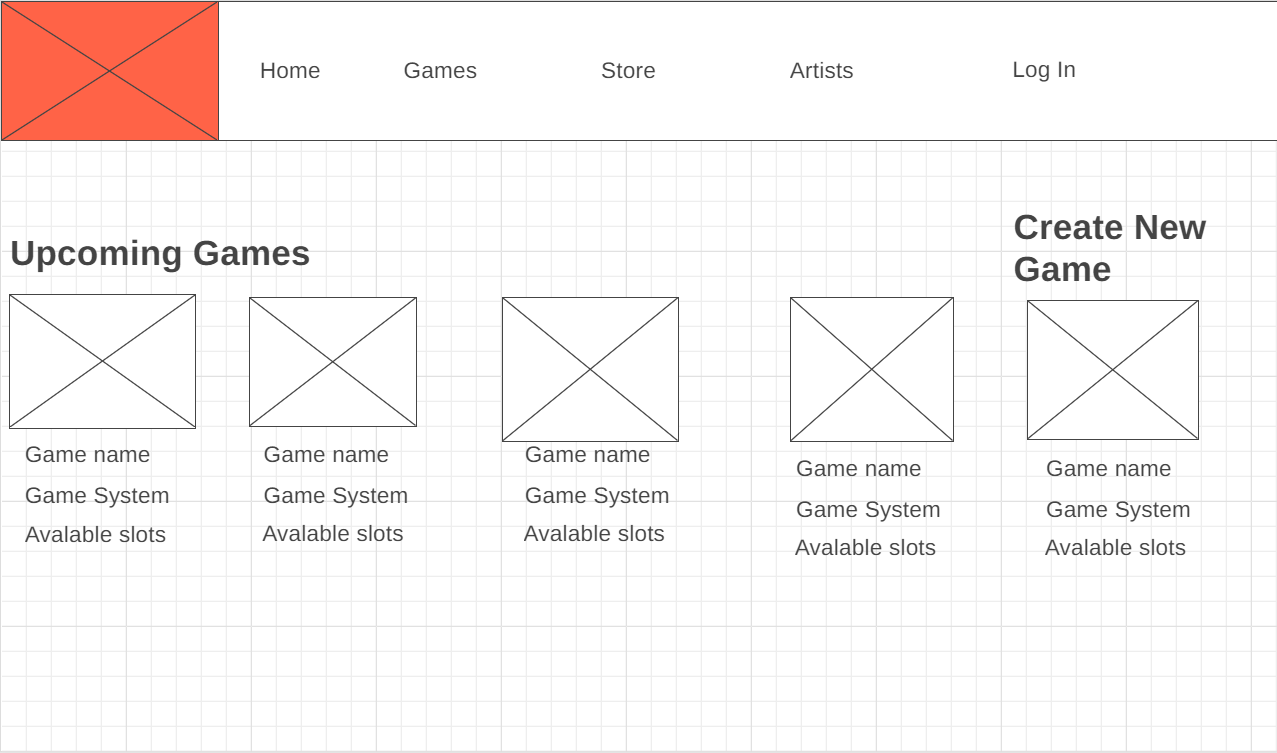 Home Games Store Artists Log In
Upcoming Games
Create New
Game
Game name Game name Game name Game name Game name
Game System Game System Game System Game System Game System
Avalable slots Avalable slots Avalable slots Avalable slots Avalable slots